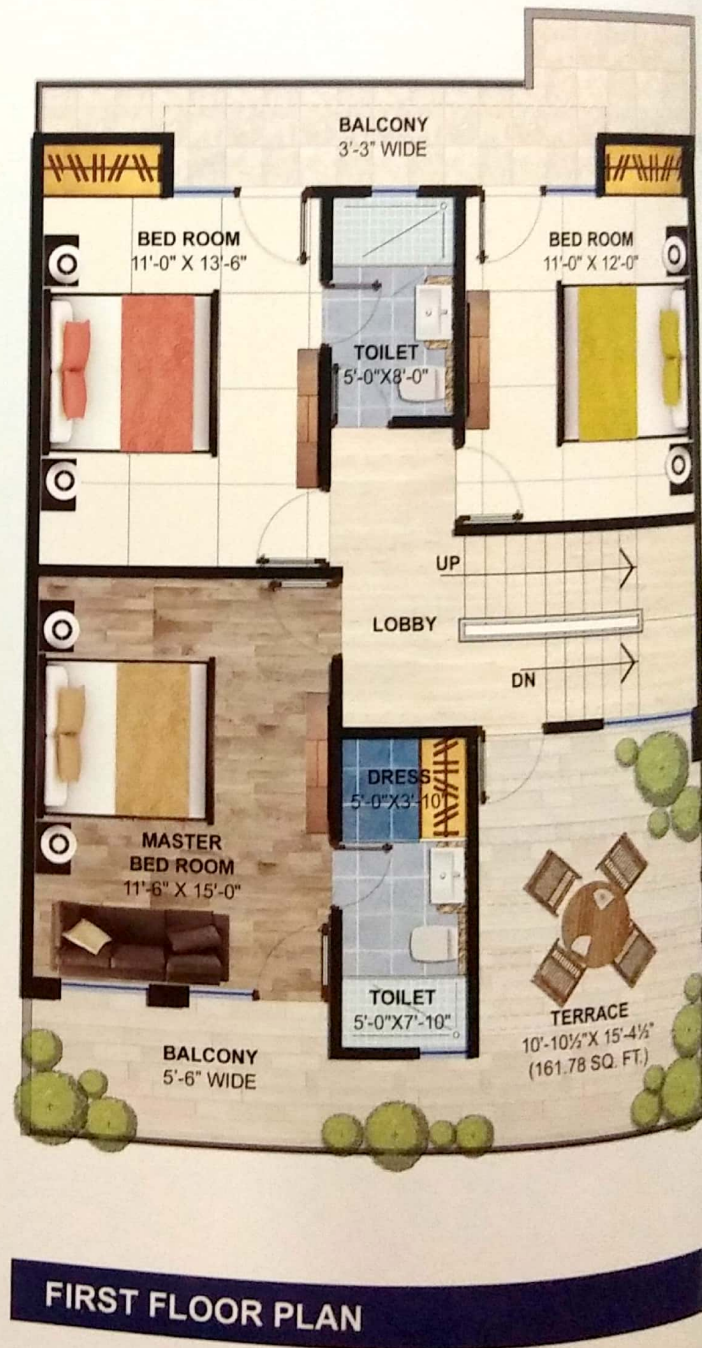 BALCONY
3'-3" WIDE
BED ROOM
11'-0" X 13'-6"
BED ROOM
11'-0" X 12'-0"
TOILET
5'-0"X8'-0"
UP
LOBBY
DN
DRESS
5'-0"X3'-10"
MASTER
BED ROOM
11'-6" X 15'-0"
TOILET
5'-0"X7'-10"
TERRACE
10'-10½"X 15'-4½"
(161.78 SQ. FT.)
BALCONY
5'-6" WIDE
FIRST FLOOR PLAN